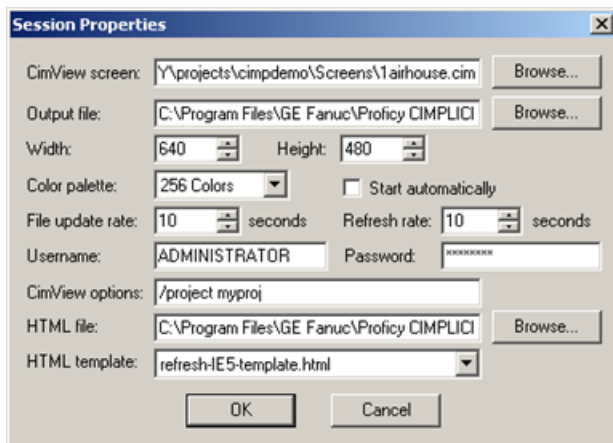 Session Properties
CimView screen: Y\projects\cimpdemo\Screens\1airhouse.cim Browse...
Output file: C:\Program Files\GE Fanuc\Proficy CIMPLICI Browse...
Width: 640 Height: 480
Color palette: 256 Colors Start automatically
File update rate: 10 seconds Refresh rate: 10 seconds
Username: ADMINISTRATOR Password: ********
CimView options: /project myproj
HTML file: C:\Program Files\GE Fanuc\Proficy CIMPLICI Browse...
HTML template: refresh-IE5-template.html
OK Cancel